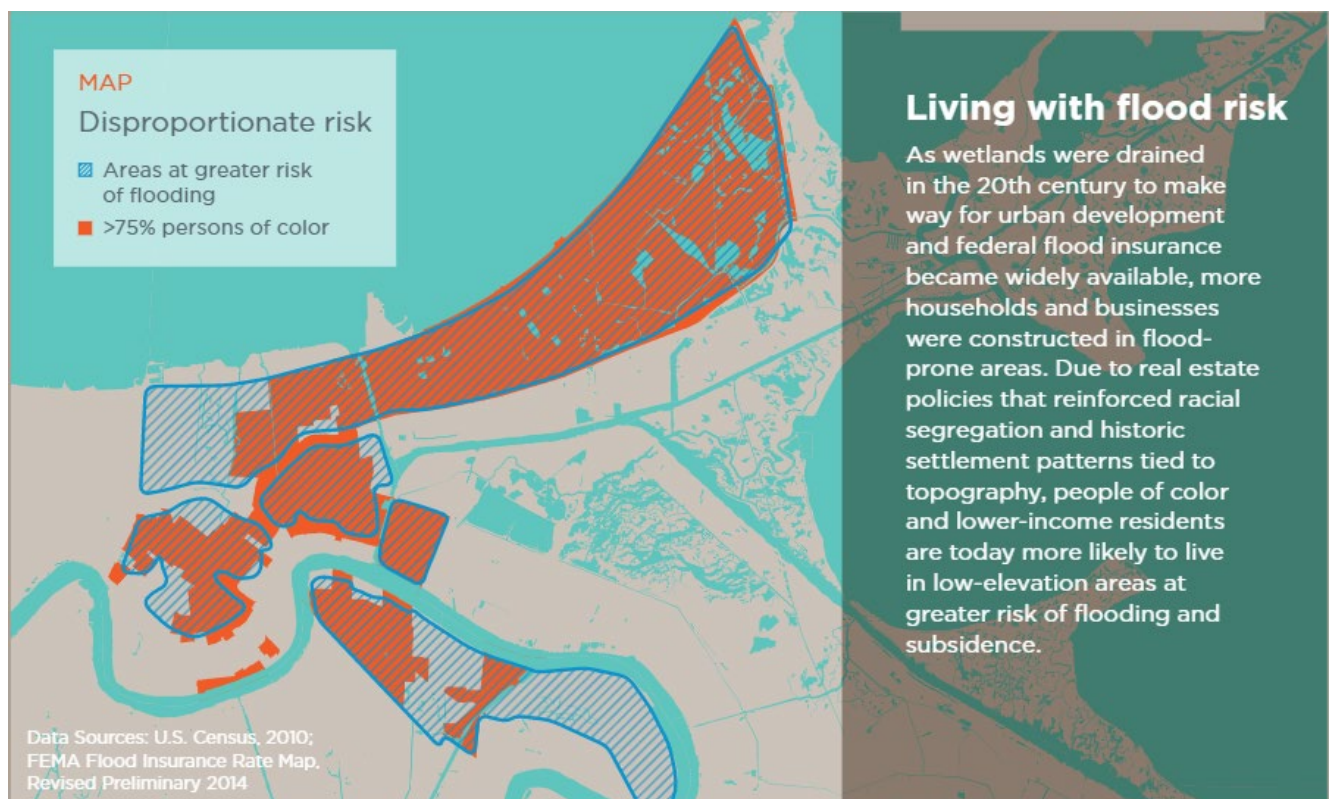 MAP
Disproportionate risk
Areas at greater risk
of flooding
>75% persons of color
Data Sources: U.S. Census, 2010;
FEMA Flood Insurance Rate Map,
Revised Preliminary 2014
Living with flood risk
As wetlands were drained
in the 20th century to make
way for urban development
and federal flood insurance
became widely available, more
households and businesses
were constructed in flood-
prone areas. Due to real estate
policies that reinforced racial
segregation and historic
settlement patterns tied to
topography, people of color
and lower-income residents
are today more likely to live
in low-elevation areas at
greater risk of flooding and
subsidence.